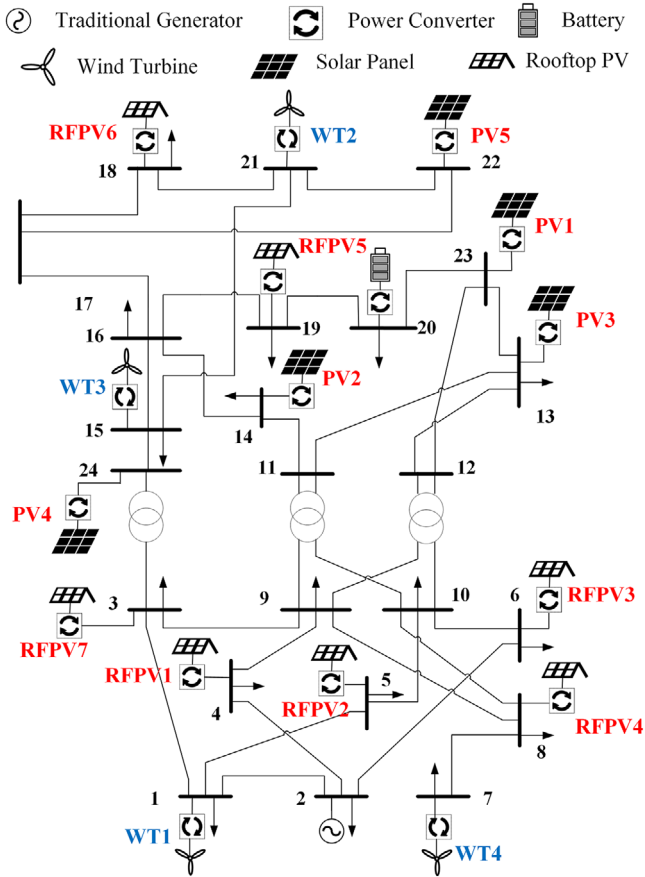 Traditional Generator Power Converter Battery
Wind Turbine Solar Panel Rooftop PV
RFPV6 WT2 PV5
18 21 22
PV1
RFPV5 23
17 19 20 PV3
16
WT3 PV2
13
15 14
24 11 12
PV4
3 9 10 6 RFPV3
RFPV7
RFPV1 5
4 RFPV2 RFPV4
8
1 2 7
WT1 WT4